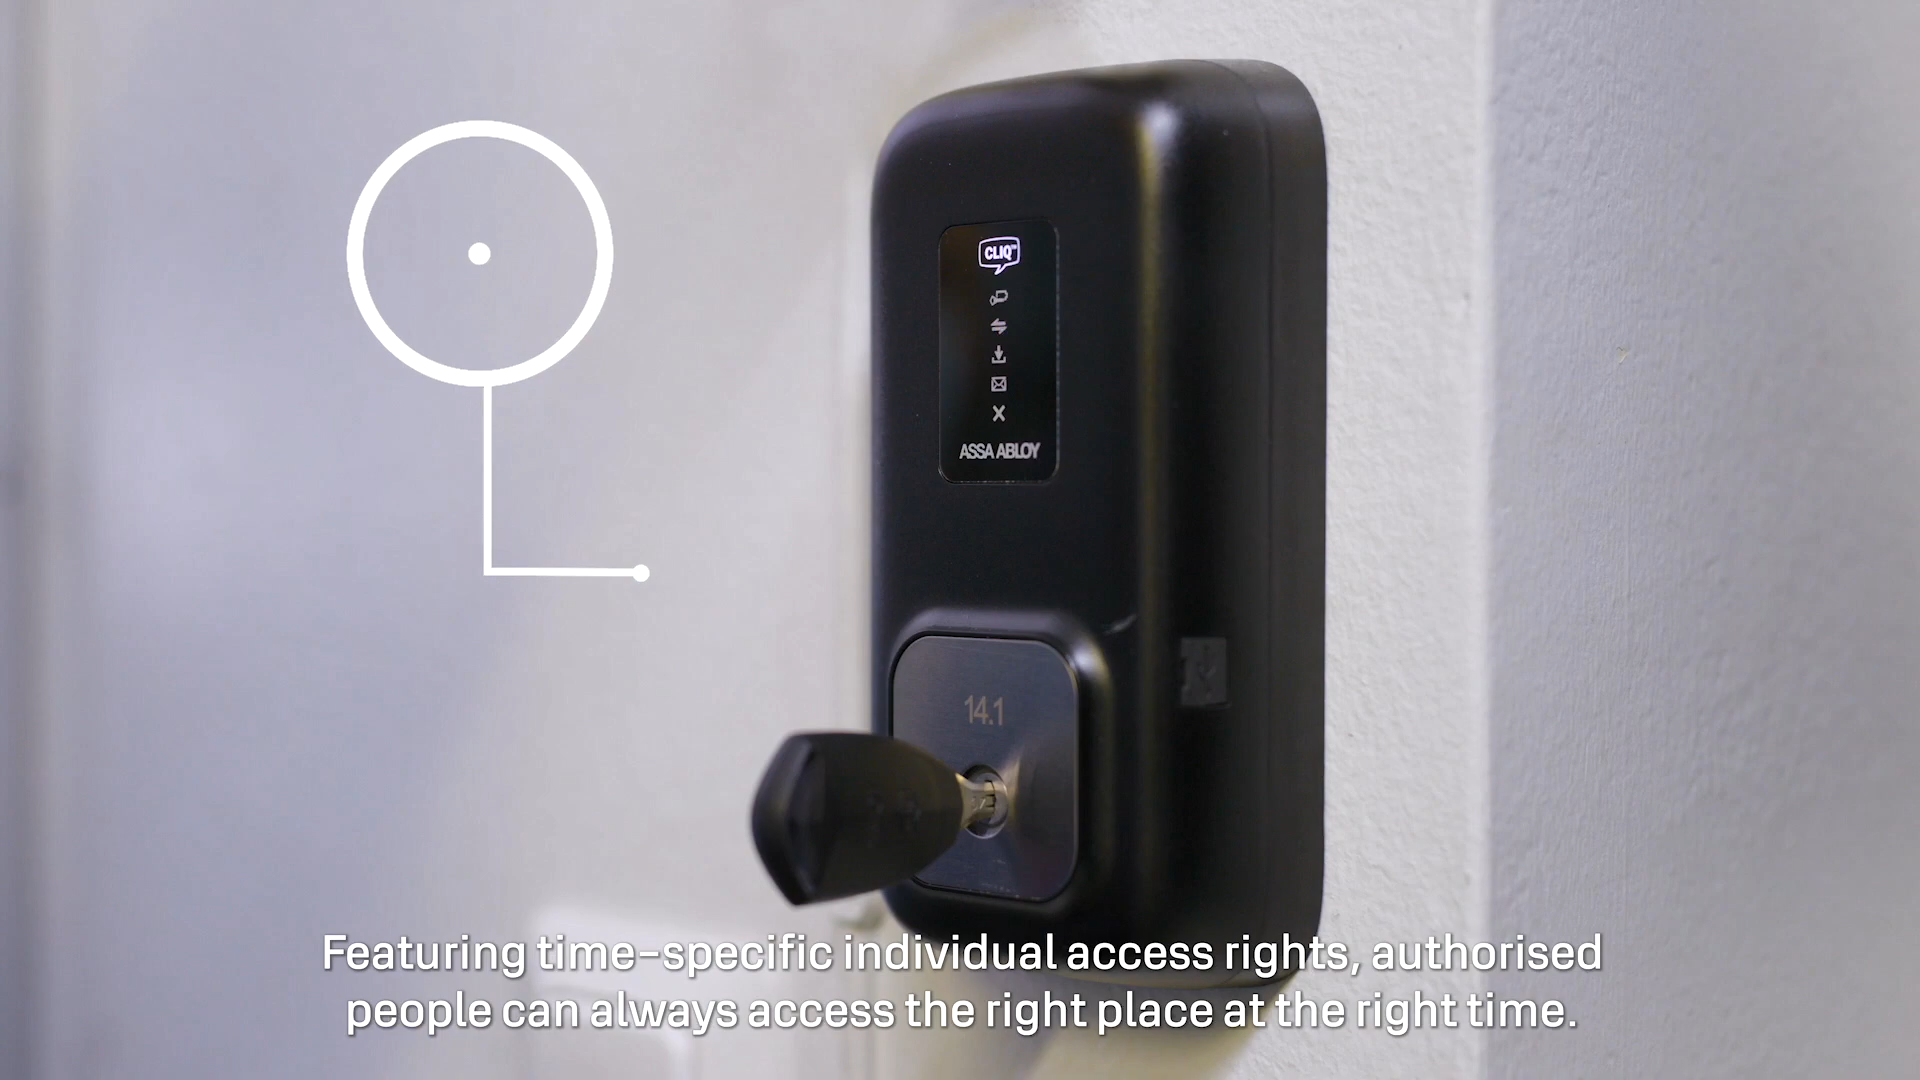 CLIQ™
ASSA ABLOY
14.1
Featuring time-specific individual access rights, authorised
people can always access the right place at the right time.